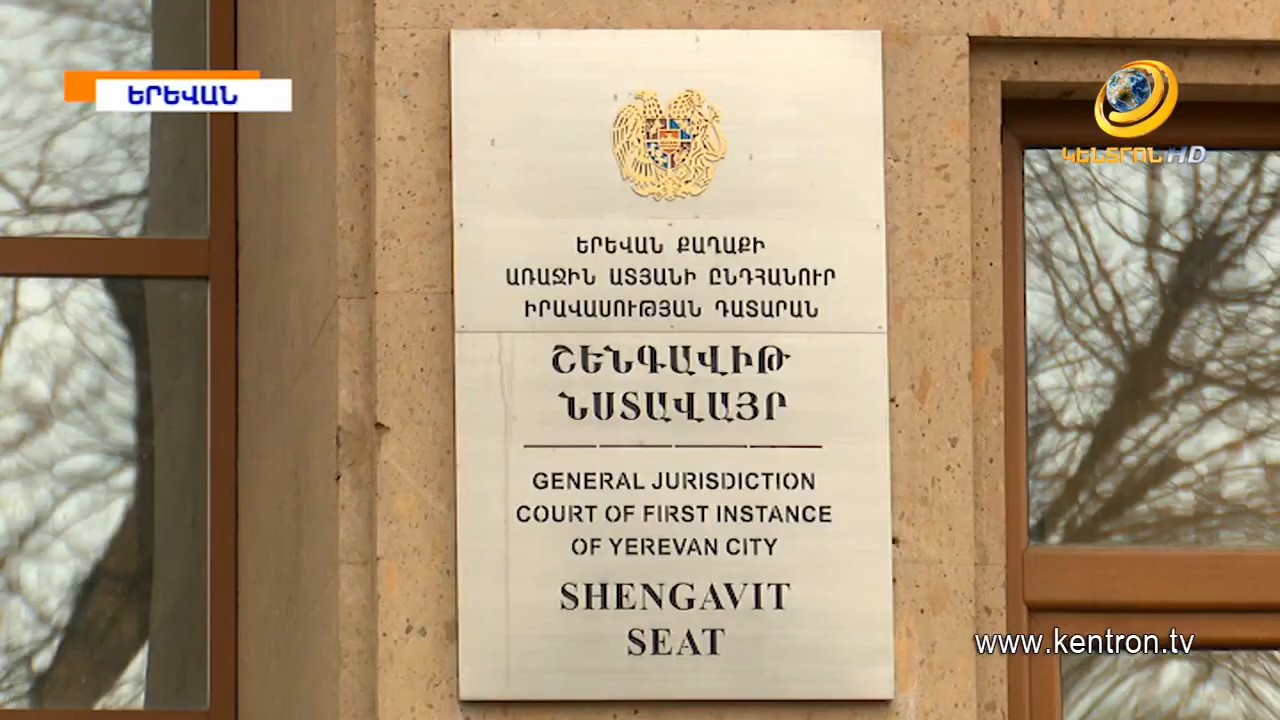 ԵՐԵՎԱՆ
ԿԵՆՏՐՈՆ HD
ԵՐԵՎԱՆ ՔԱՂԱՔԻ
ԱՌԱՋԻՆ ԱՏՅԱՆԻ ԸՆԴՀԱՆՈՒՐ
ԻՐԱՎԱՍՈՒԹՅԱՆ ԴԱՏԱՐԱՆ
ՇԵՆԳԱՎԻԹ
ՆՍՏԱՎԱՅՐ
GENERAL JURISDICTION
COURT OF FIRST INSTANCE
OF YEREVAN CITY
SHENGAVIT
SEAT
www.kentron.tv